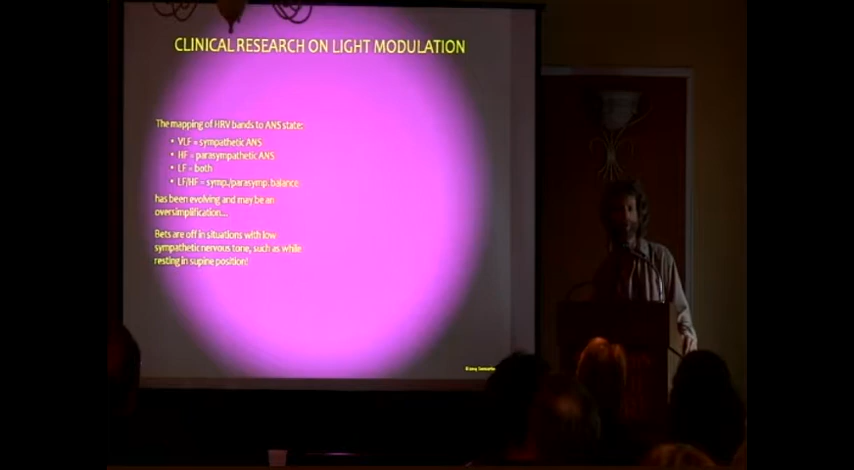 CLINICAL RESEARCH ON LIGHT MODULATION
The mapping of HRV bands to ANS state:
• VLF = sympathetic ANS
• HF = parasympathetic ANS
• LF = both
• LF/HF = symp./parasymp. balance
has been evolving and may be an
oversimplification...
Bets are off in situations with low
sympathetic nervous tone, such as while
resting in supine position!